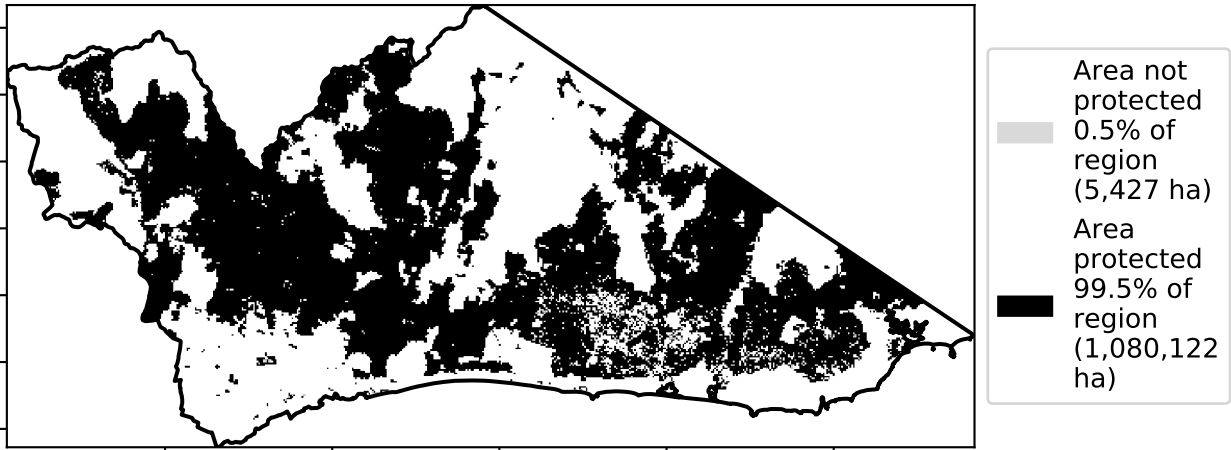 Area not
protected
0.5% of
region
(5,427 ha)
Area
protected
99.5% of
region
(1,080,122
ha)